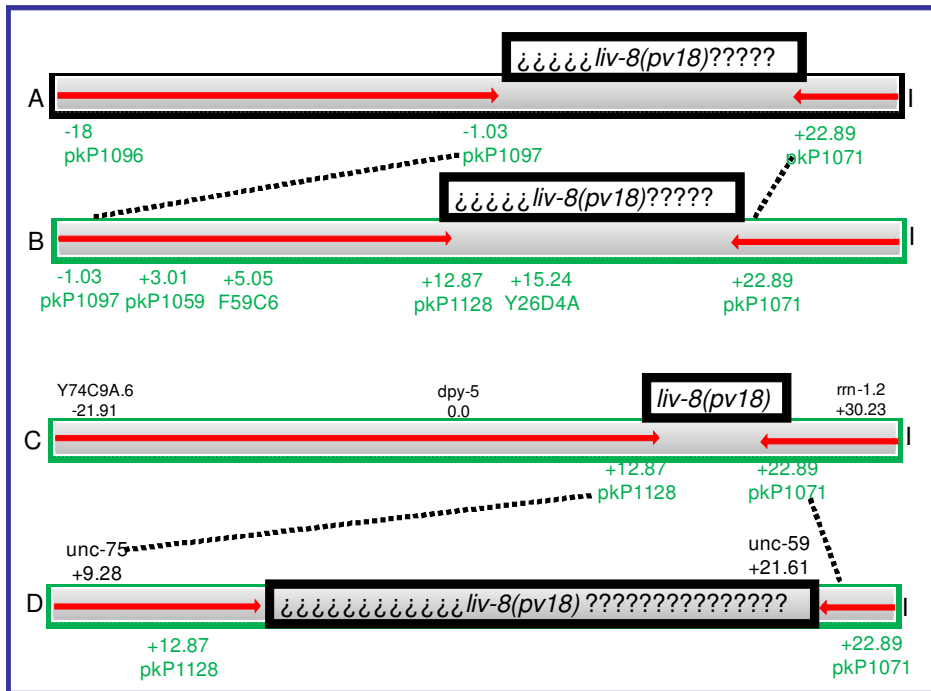 ¿¿¿¿¿liv-8(pv18)?????
A I
-18 -1.03 +22.89
pkP1096 pkP1097 pkP1071
¿¿¿¿¿liv-8(pv18)?????
B I
-1.03 +3.01 +5.05 +12.87 +15.24 +22.89
pkP1097 pkP1059 F59C6 pkP1128 Y26D4A pkP1071
Y74C9A.6 dpy-5 liv-8(pv18) rrn-1.2
-21.91 0.0 +30.23
C I
+12.87 +22.89
pkP1128 pkP1071
unc-75 unc-59
+9.28 +21.61
D ¿¿¿¿¿¿¿¿¿¿¿¿liv-8(pv18) ??????????????? I
+12.87 +22.89
pkP1128 pkP1071